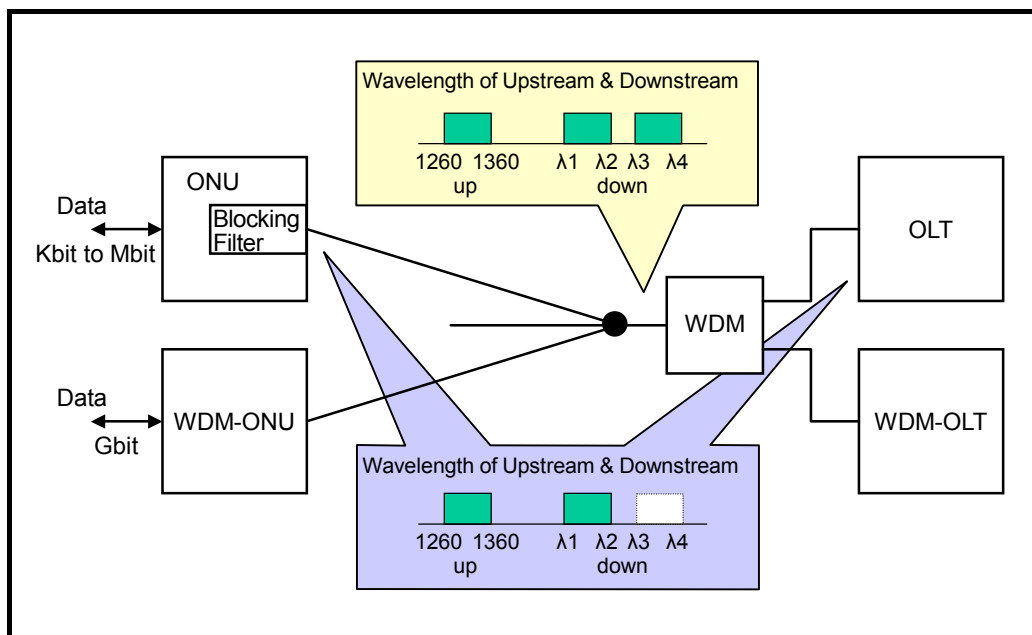 Wavelength of Upstream & Downstream
1260 1360 λ1 λ2 λ3 λ4
up down
ONU
Blocking
Filter
Data
Kbit to Mbit
OLT
WDM
Data
Gbit
WDM-ONU
WDM-OLT
Wavelength of Upstream & Downstream
1260 1360 λ1 λ2 λ3 λ4
up down